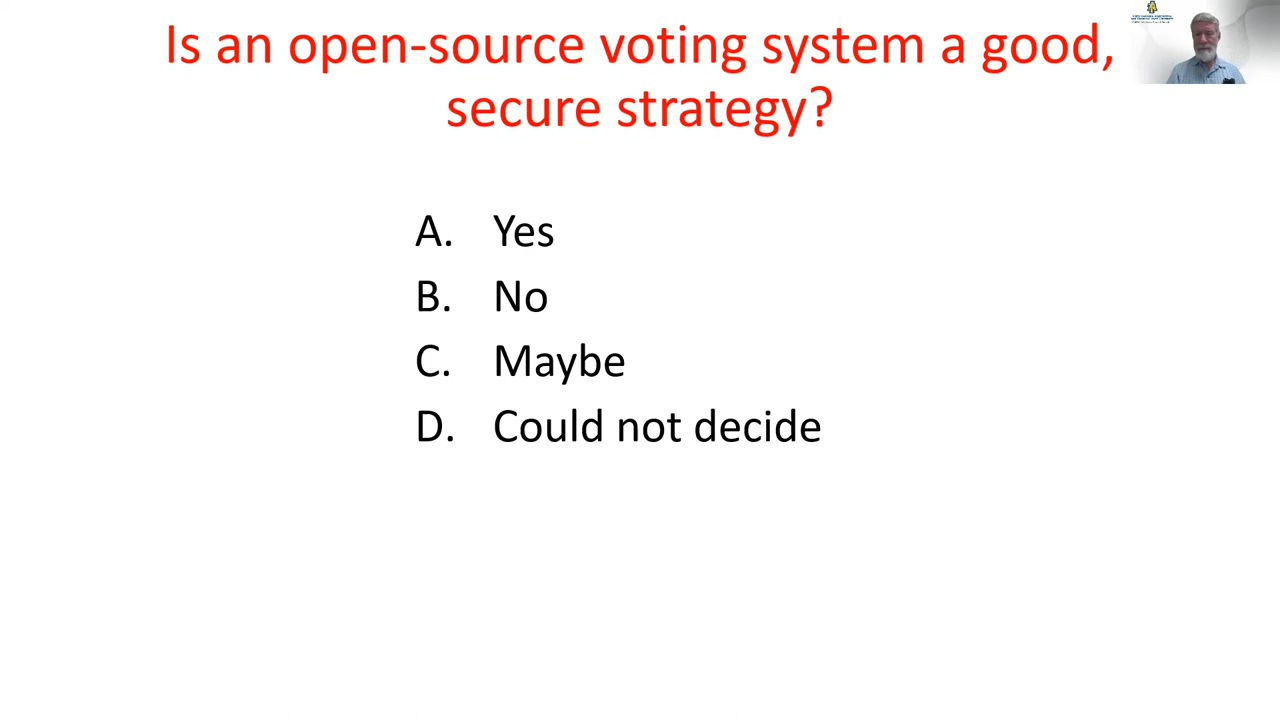 Is an open-source voting system a good,
secure strategy?
A. Yes
B. No
C. Maybe
D. Could not decide